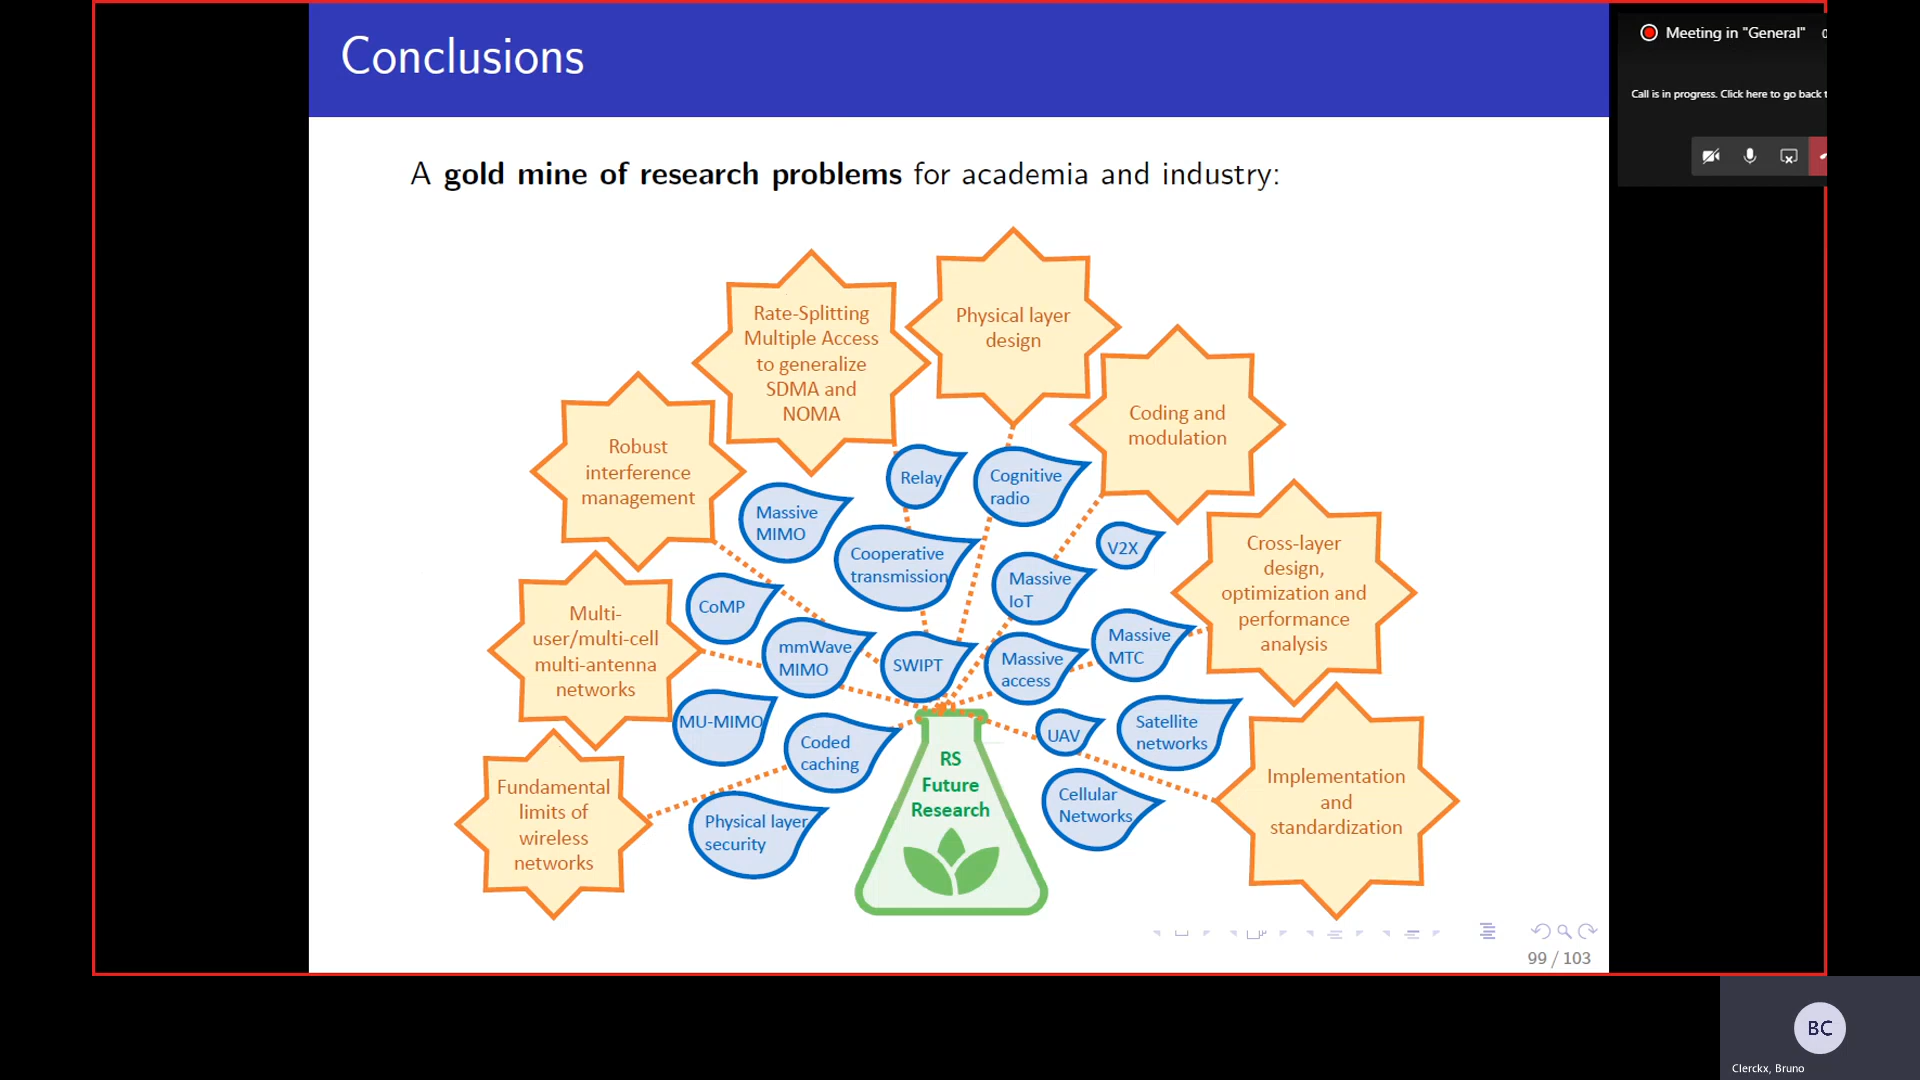 Conclusions
Meeting in "General"
Call is in progress. Click here to go back
A gold mine of research problems for academia and industry:
Rate-Splitting
Multiple Access
to generalize
SDMA and
NOMA
Physical layer
design
Coding and
modulation
Robust
interference
management
Relay
Cognitive
radio
Massive
MIMO
V2X
Cooperative
transmission
Massive
IoT
Cross-layer
design,
optimization and
performance
analysis
Multi-
user/multi-cell
multi-antenna
networks
CoMP
mmWave
MIMO
SWIPT
Massive
access
Massive
MTC
MU-MIMO
Coded
caching
UAV
Satellite
networks
RS
Future
Research
Fundamental
limits of
wireless
networks
Physical layer
security
Cellular
Networks
Implementation
and
standardization
99 / 103
BC
Clerckx, Bruno